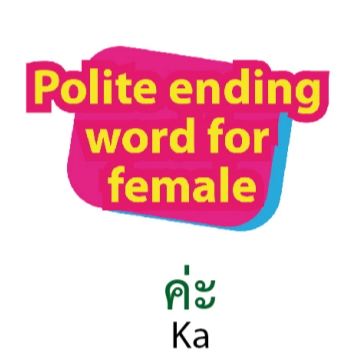 Polite ending
word for
female
ค่ะ
Ka